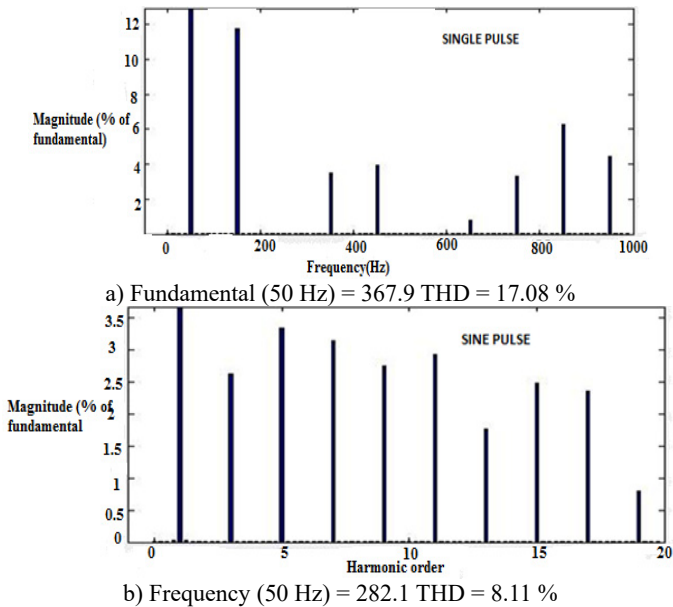 12
SINGLE PULSE
10
8
Magnitude (% of
fundamental)
6
4
2
0 200 400 600 800 1000
Frequency(Hz)
a) Fundamental (50 Hz) = 367.9 THD = 17.08 %
3.5
SINE PULSE
3
2.5
Magnitude (% of
2
fundamental
1.5
1
0.5
0
0 5 10 15 20
Harmonic order
b) Frequency (50 Hz) = 282.1 THD = 8.11 %